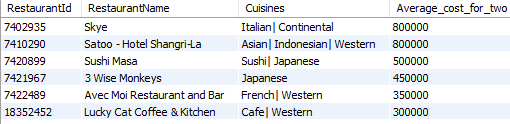 RestaurantId RestaurantName Cuisines Average_cost_for_two
7402935 Skye Italian| Continental 800000
7410290 Satoo - Hotel Shangri-La Asian| Indonesian| Western 800000
7420899 Sushi Masa Sushi| Japanese 500000
7421967 3 Wise Monkeys Japanese 450000
7422489 Avec Moi Restaurant and Bar French| Western 350000
18352452 Lucky Cat Coffee & Kitchen Cafe| Western 300000